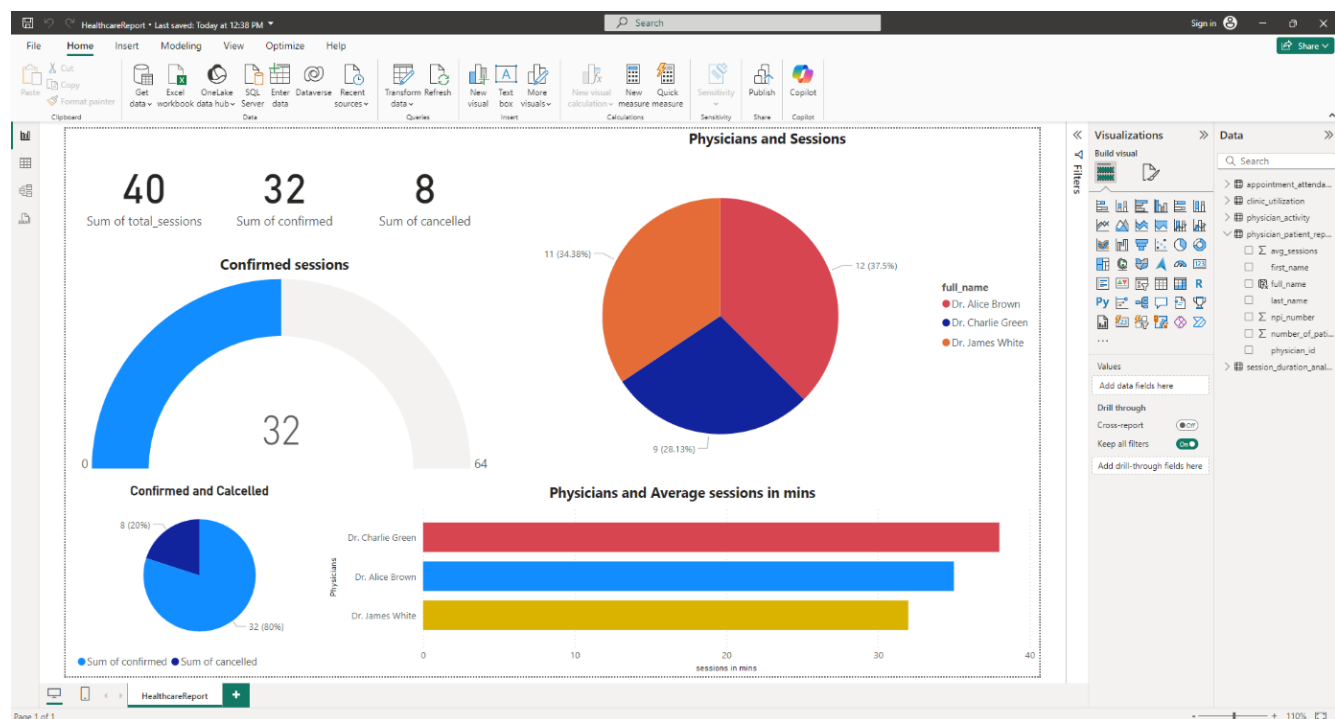 HealthcareReport • Last saved: Today at 12:38 PM
Search
Sign in
File Home Insert Modeling View Optimize Help
Share
Paste
Cut
Copy
Format painter
Clipboard
Get data
Excel workbook
OneLake data hub
SQL Server
Enter data
Dataverse
Recent sources
Data
Transform data
Refresh
Queries
New visual
Text box
More visuals
Insert
New visual calculation
New measure
Quick measure
Calculations
Sensitivity
Sensitivity
Publish
Share
Copilot
Copilot
40
Sum of total_sessions
32
Sum of confirmed
8
Sum of cancelled
Confirmed sessions
32
0
64
Physicians and Sessions
11 (34.38%)
12 (37.5%)
9 (28.13%)
full_name
Dr. Alice Brown
Dr. Charlie Green
Dr. James White
Confirmed and Calcelled
8 (20%)
32 (80%)
Sum of confirmed Sum of cancelled
Physicians and Average sessions in mins
Physicians
Dr. Charlie Green
Dr. Alice Brown
Dr. James White
0 10 20 30 40
sessions in mins
Filters
Visualizations
Build visual
123
R
Py
...
Values
Add data fields here
Drill through
Cross-report
Off
Keep all filters
On
Add drill-through fields here
Data
Search
appointment_attenda...
clinic_utilization
physician_activity
physician_patient_rep...
Σ avg_sessions
first_name
full_name
last_name
Σ npi_number
Σ number_of_pati...
physician_id
session_duration_anal...
HealthcareReport
+
Page 1 of 1
- + 110%